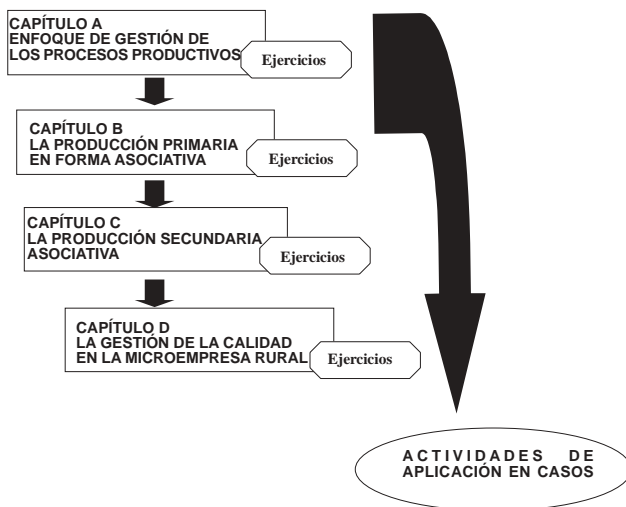 CAPÍTULO A
ENFOQUE DE GESTIÓN DE
LOS PROCESOS PRODUCTIVOS
Ejercicios
CAPÍTULO B
LA PRODUCCIÓN PRIMARIA
EN FORMA ASOCIATIVA
Ejercicios
CAPÍTULO C
LA PRODUCCIÓN SECUNDARIA
ASOCIATIVA
Ejercicios
CAPÍTULO D
LA GESTIÓN DE LA CALIDAD
EN LA MICROEMPRESA RURAL
Ejercicios
ACTIVIDADES DE
APLICACIÓN EN CASOS